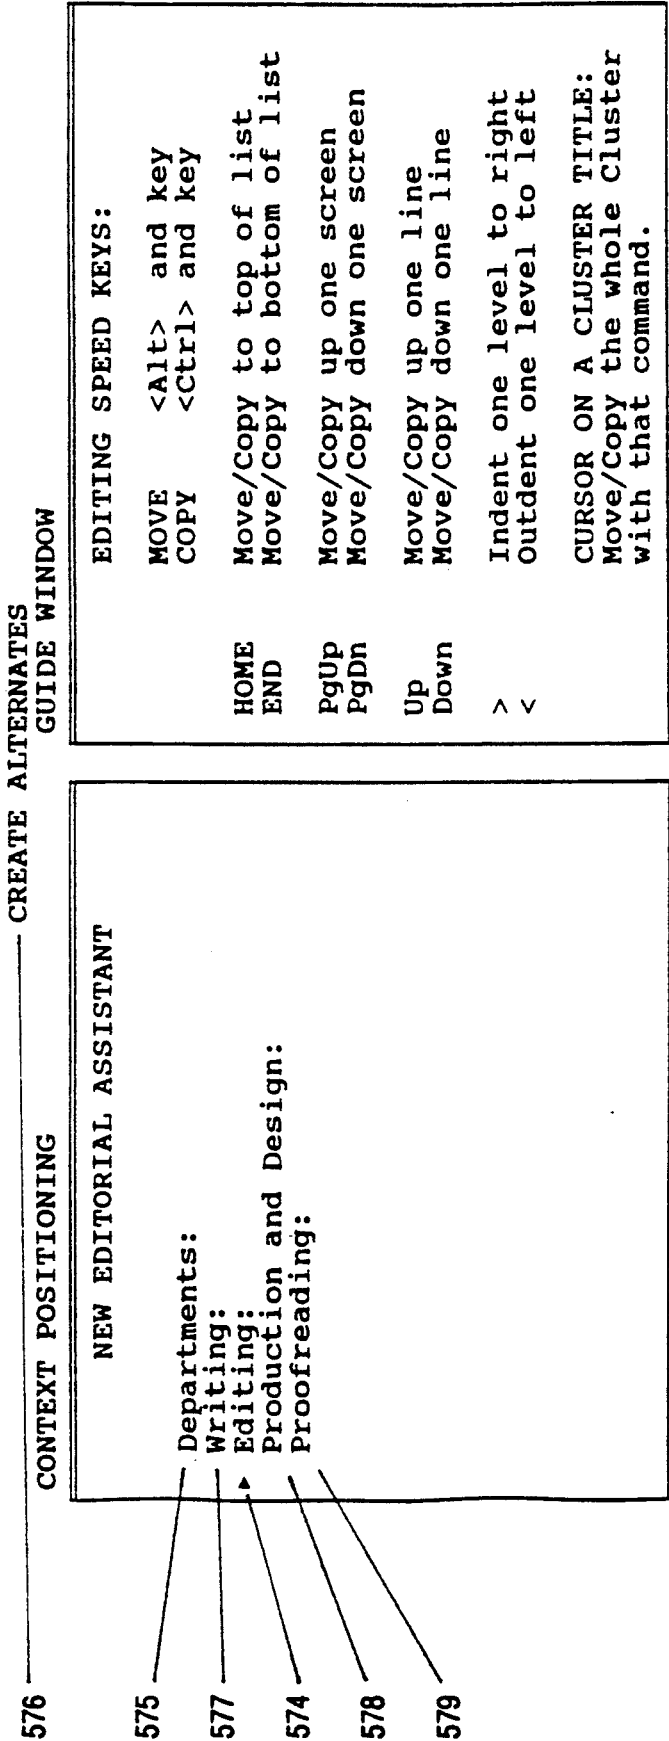 576 CREATE ALTERNATES
CONTEXT POSITIONING
NEW EDITORIAL ASSISTANT
575 Departments:
577 Writing:
574 ▸ Editing:
578 Production and Design:
579 Proofreading:
GUIDE WINDOW
EDITING SPEED KEYS:
MOVE <Alt> and key
COPY <Ctrl> and key
HOME Move/Copy to top of list
END Move/Copy to bottom of list
PgUp Move/Copy up one screen
PgDn Move/Copy down one screen
Up Move/Copy up one line
Down Move/Copy down one line
> Indent one level to right
< Outdent one level to left
CURSOR ON A CLUSTER TITLE:
Move/Copy the whole Cluster
with that command.